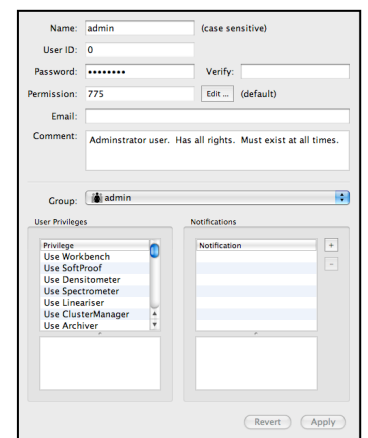 Name: admin (case sensitive)
User ID: 0
Password: •••••••• Verify:
Permission: 775 Edit ... (default)
Email:
Comment: Adminstrator user. Has all rights. Must exist at all times.
Group: admin
User Privileges Notifications
Privilege Notification +
Use Workbench −
Use SoftProof
Use Densitometer
Use Spectrometer
Use Lineariser
Use ClusterManager
Use Archiver
Revert Apply